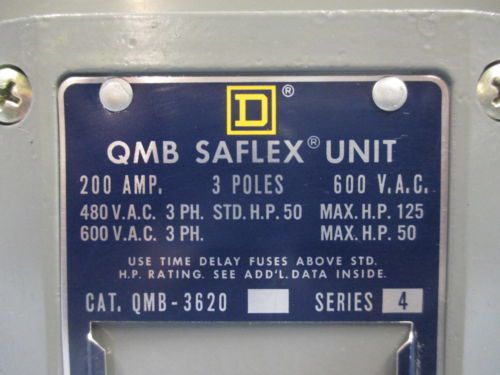 D ®
QMB SAFLEX® UNIT
200 AMP. 3 POLES 600 V.A.C.
480 V.A.C. 3 PH. STD. H.P. 50 MAX. H.P. 125
600 V.A.C. 3 PH. MAX. H.P. 50
USE TIME DELAY FUSES ABOVE STD.
H.P. RATING. SEE ADD'L. DATA INSIDE.
CAT. QMB-3620 SERIES 4